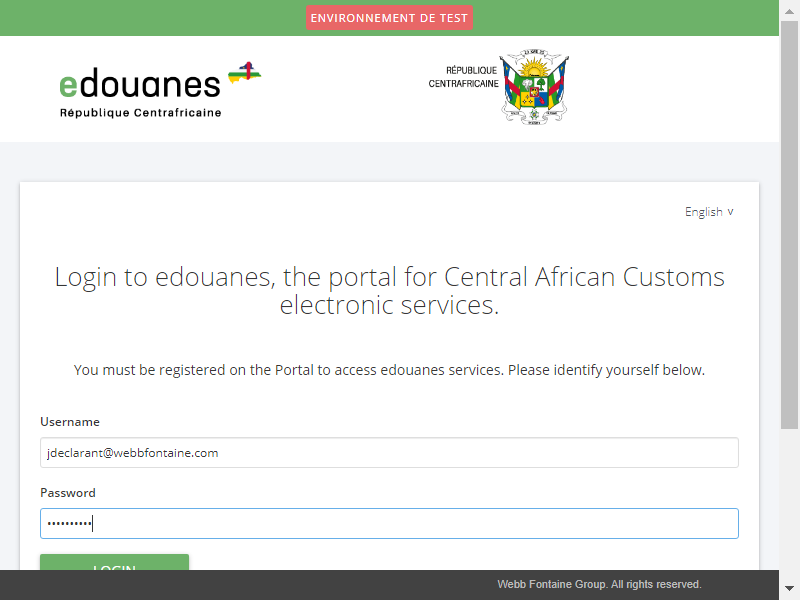 ENVIRONNEMENT DE TEST
edouanes
République Centrafricaine
RÉPUBLIQUE
CENTRAFRICAINE
English v
Login to edouanes, the portal for Central African Customs
electronic services.
You must be registered on the Portal to access edouanes services. Please identify yourself below.
Username
jdeclarant@webbfontaine.com
Password
••••••••••
LOGIN
Webb Fontaine Group. All rights reserved.